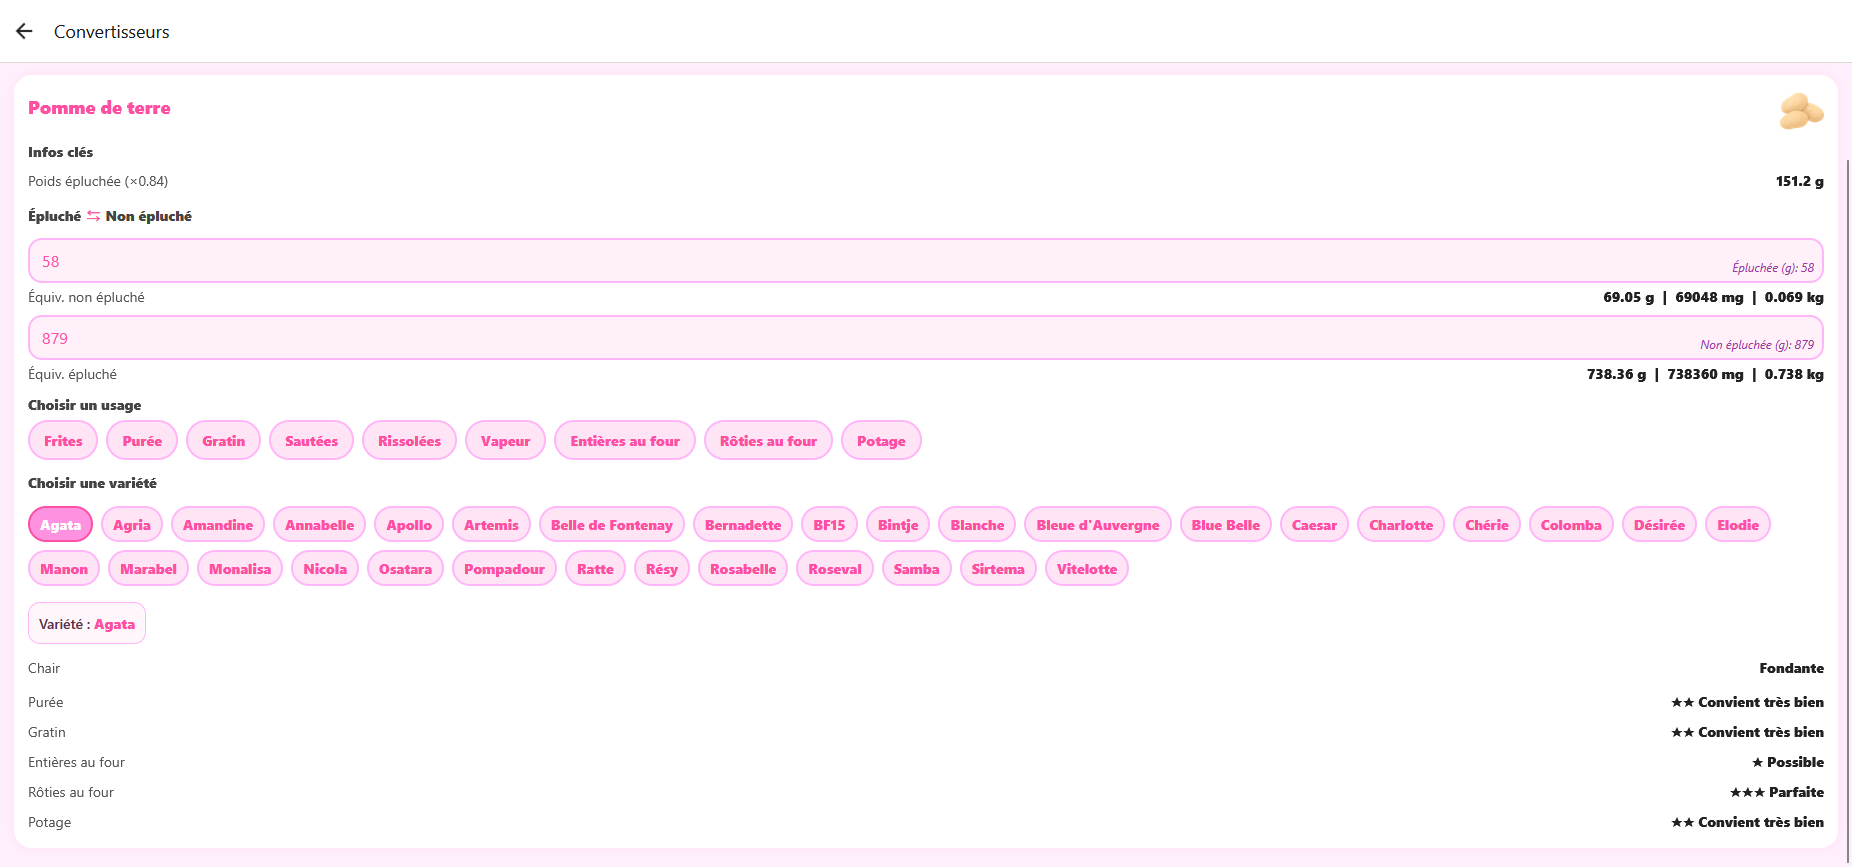 Convertisseurs
Pomme de terre
Infos clés
Poids épluchée (×0.84) 151.2 g
Épluché ⇆ Non épluché
58 Épluchée (g): 58
Équiv. non épluché 69.05 g | 69048 mg | 0.069 kg
879 Non épluchée (g): 879
Équiv. épluché 738.36 g | 738360 mg | 0.738 kg
Choisir un usage
Frites Purée Gratin Sautées Rissolées Vapeur Entières au four Rôties au four Potage
Choisir une variété
Agata Agria Amandine Annabelle Apollo Artemis Belle de Fontenay Bernadette BF15 Bintje Blanche Bleue d'Auvergne Blue Belle Caesar Charlotte Chérie Colomba Désirée Elodie
Manon Marabel Monalisa Nicola Osatara Pompadour Ratte Résy Rosabelle Roseval Samba Sirtema Vitelotte
Variété : Agata
Chair Fondante
Purée ★★ Convient très bien
Gratin ★★ Convient très bien
Entières au four ★ Possible
Rôties au four ★★★ Parfaite
Potage ★★ Convient très bien